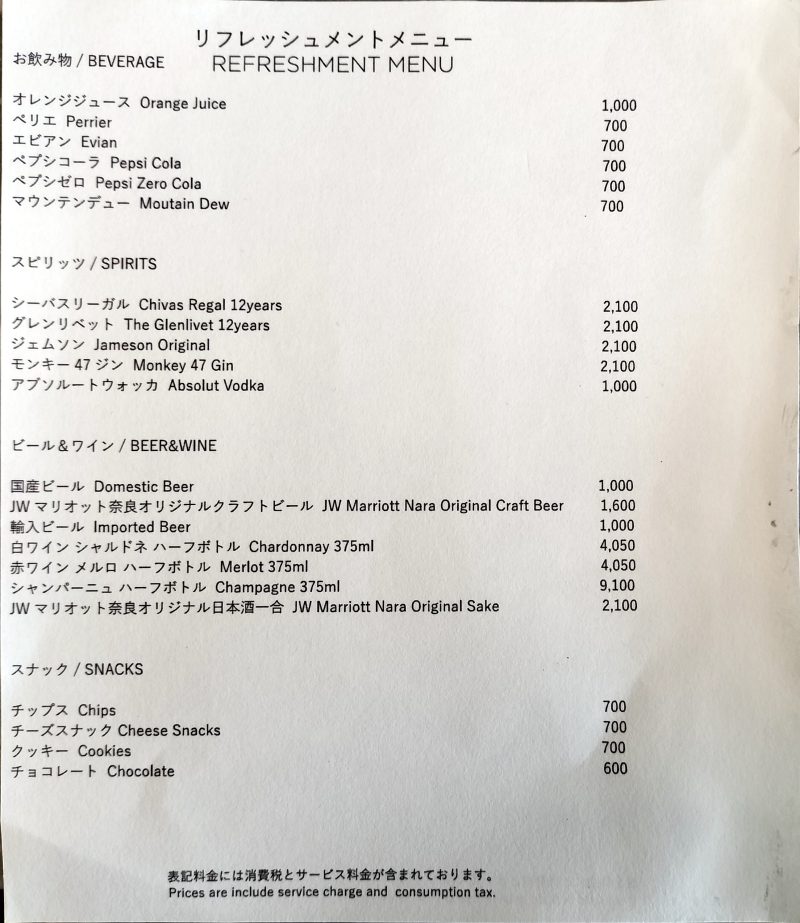 リフレッシュメントメニュー
REFRESHMENT MENU
お飲み物 / BEVERAGE
オレンジジュース Orange Juice 1,000
ペリエ Perrier 700
エビアン Evian 700
ペプシコーラ Pepsi Cola 700
ペプシゼロ Pepsi Zero Cola 700
マウンテンデュー Moutain Dew 700
スピリッツ / SPIRITS
シーバスリーガル Chivas Regal 12years 2,100
グレンリベット The Glenlivet 12years 2,100
ジェムソン Jameson Original 2,100
モンキー 47 ジン Monkey 47 Gin 2,100
アブソルートウォッカ Absolut Vodka 1,000
ビール＆ワイン / BEER&WINE
国産ビール Domestic Beer 1,000
JW マリオット奈良オリジナルクラフトビール JW Marriott Nara Original Craft Beer 1,600
輸入ビール Imported Beer 1,000
白ワイン シャルドネ ハーフボトル Chardonnay 375ml 4,050
赤ワイン メルロ ハーフボトル Merlot 375ml 4,050
シャンパーニュ ハーフボトル Champagne 375ml 9,100
JW マリオット奈良オリジナル日本酒一合 JW Marriott Nara Original Sake 2,100
スナック / SNACKS
チップス Chips 700
チーズスナック Cheese Snacks 700
クッキー Cookies 700
チョコレート Chocolate 600
表記料金には消費税とサービス料金が含まれております。
Prices are include service charge and consumption tax.